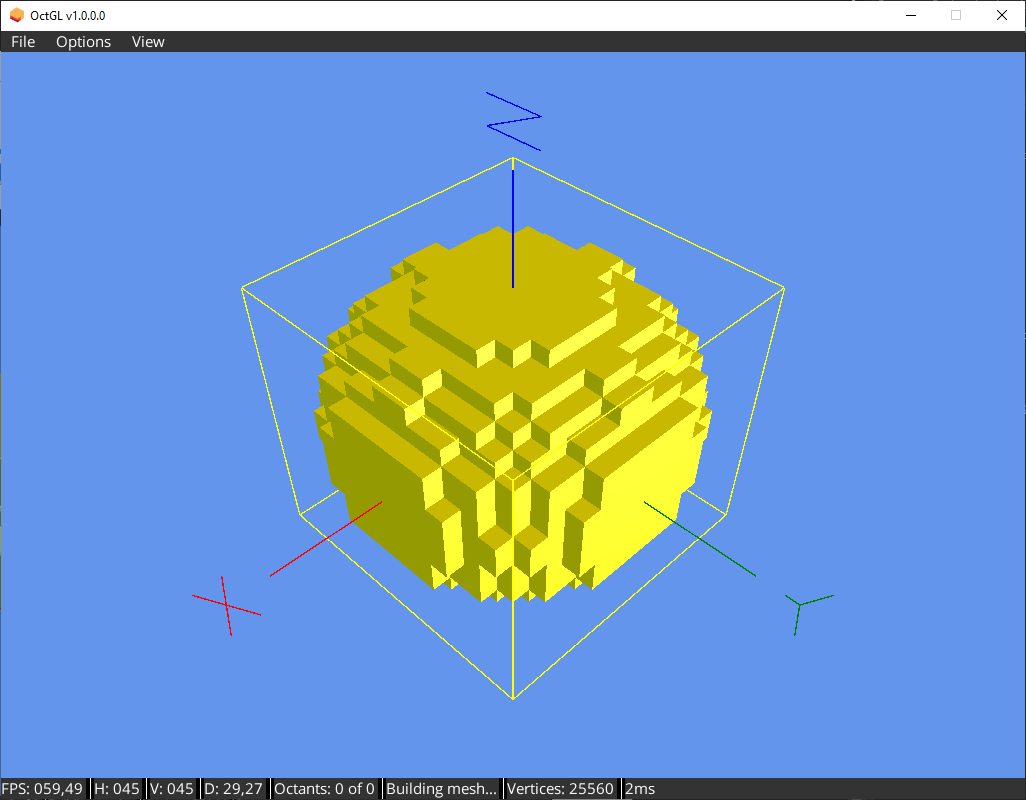 OctGL v1.0.0.0
File Options View
Z
X Y
FPS: 059,49 H: 045 V: 045 D: 29,27 Octants: 0 of 0 Building mesh... Vertices: 25560 2ms